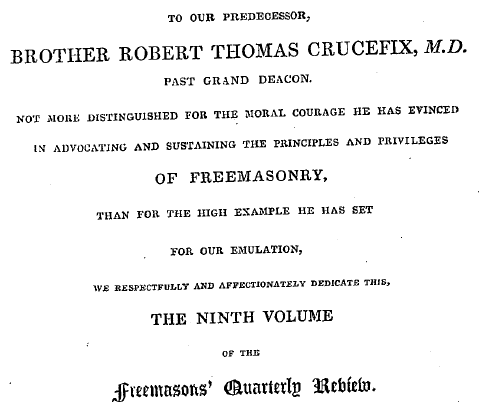 TO OUR PREDECESSOR,
BROTHER ROBERT THOMAS CRUCEFIX, M.D.
PAST GRAND DEACON.
NOT MORE DISTINGUISHED FOR THE MORAL COURAGE HE HAS EVINCED
IN ADVOCATING AND SUSTAINING THE PRINCIPLES AND PRIVILEGES
OF FREEMASONRY,
THAN FOR THE HIGH EXAMPLE HE HAS SET
FOR OUR EMULATION,
WE RESPECTFULLY AND AFFECTIONATELY DEDICATE THIS,
THE NINTH VOLUME
OF THE
Freemasons' Quarterly Review.